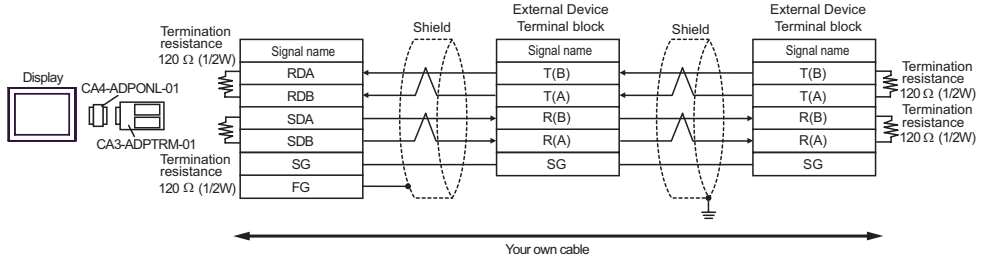 Display
CA4-ADPONL-01
CA3-ADPTRM-01
Termination
resistance
120 Ω (1/2W)
Termination
resistance
120 Ω (1/2W)
Signal name
RDA
RDB
SDA
SDB
SG
FG
Shield
External Device
Terminal block
Signal name
T(B)
T(A)
R(B)
R(A)
SG
Shield
External Device
Terminal block
Signal name
T(B)
T(A)
R(B)
R(A)
SG
Termination
resistance
120 Ω (1/2W)
Termination
resistance
120 Ω (1/2W)
Your own cable